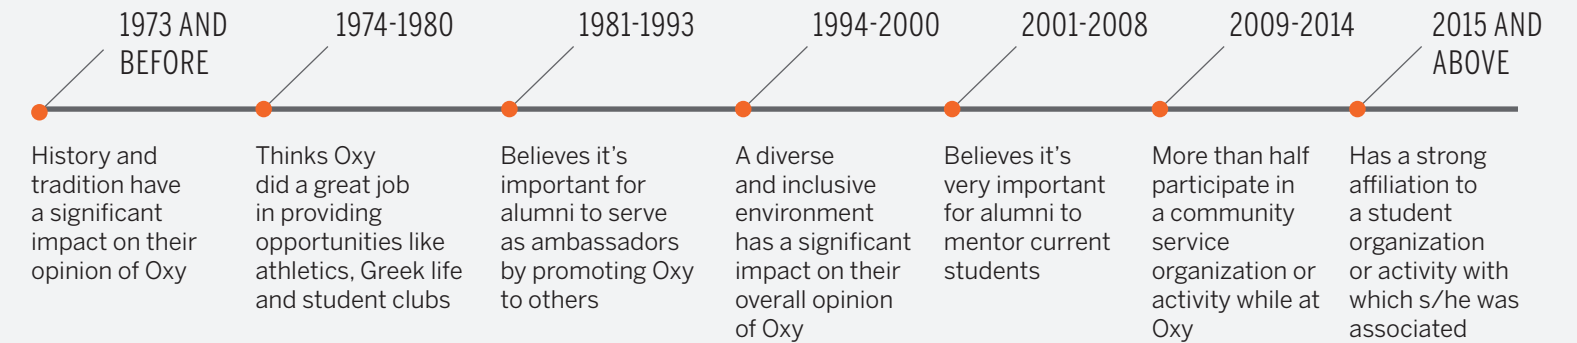 1973 AND
BEFORE
History and
tradition have
a significant
impact on their
opinion of Oxy
1974-1980
Thinks Oxy
did a great job
in providing
opportunities like
athletics, Greek life
and student clubs
1981-1993
Believes it's
important for
alumni to serve
as ambassadors
by promoting Oxy
to others
1994-2000
A diverse
and inclusive
environment
has a significant
impact on their
overall opinion
of Oxy
2001-2008
Believes it's
very important
for alumni to
mentor current
students
2009-2014
More than half
participate in
a community
service
organization or
activity while at
Oxy
2015 AND
ABOVE
Has a strong
affiliation to
a student
organization
or activity with
which s/he was
associated